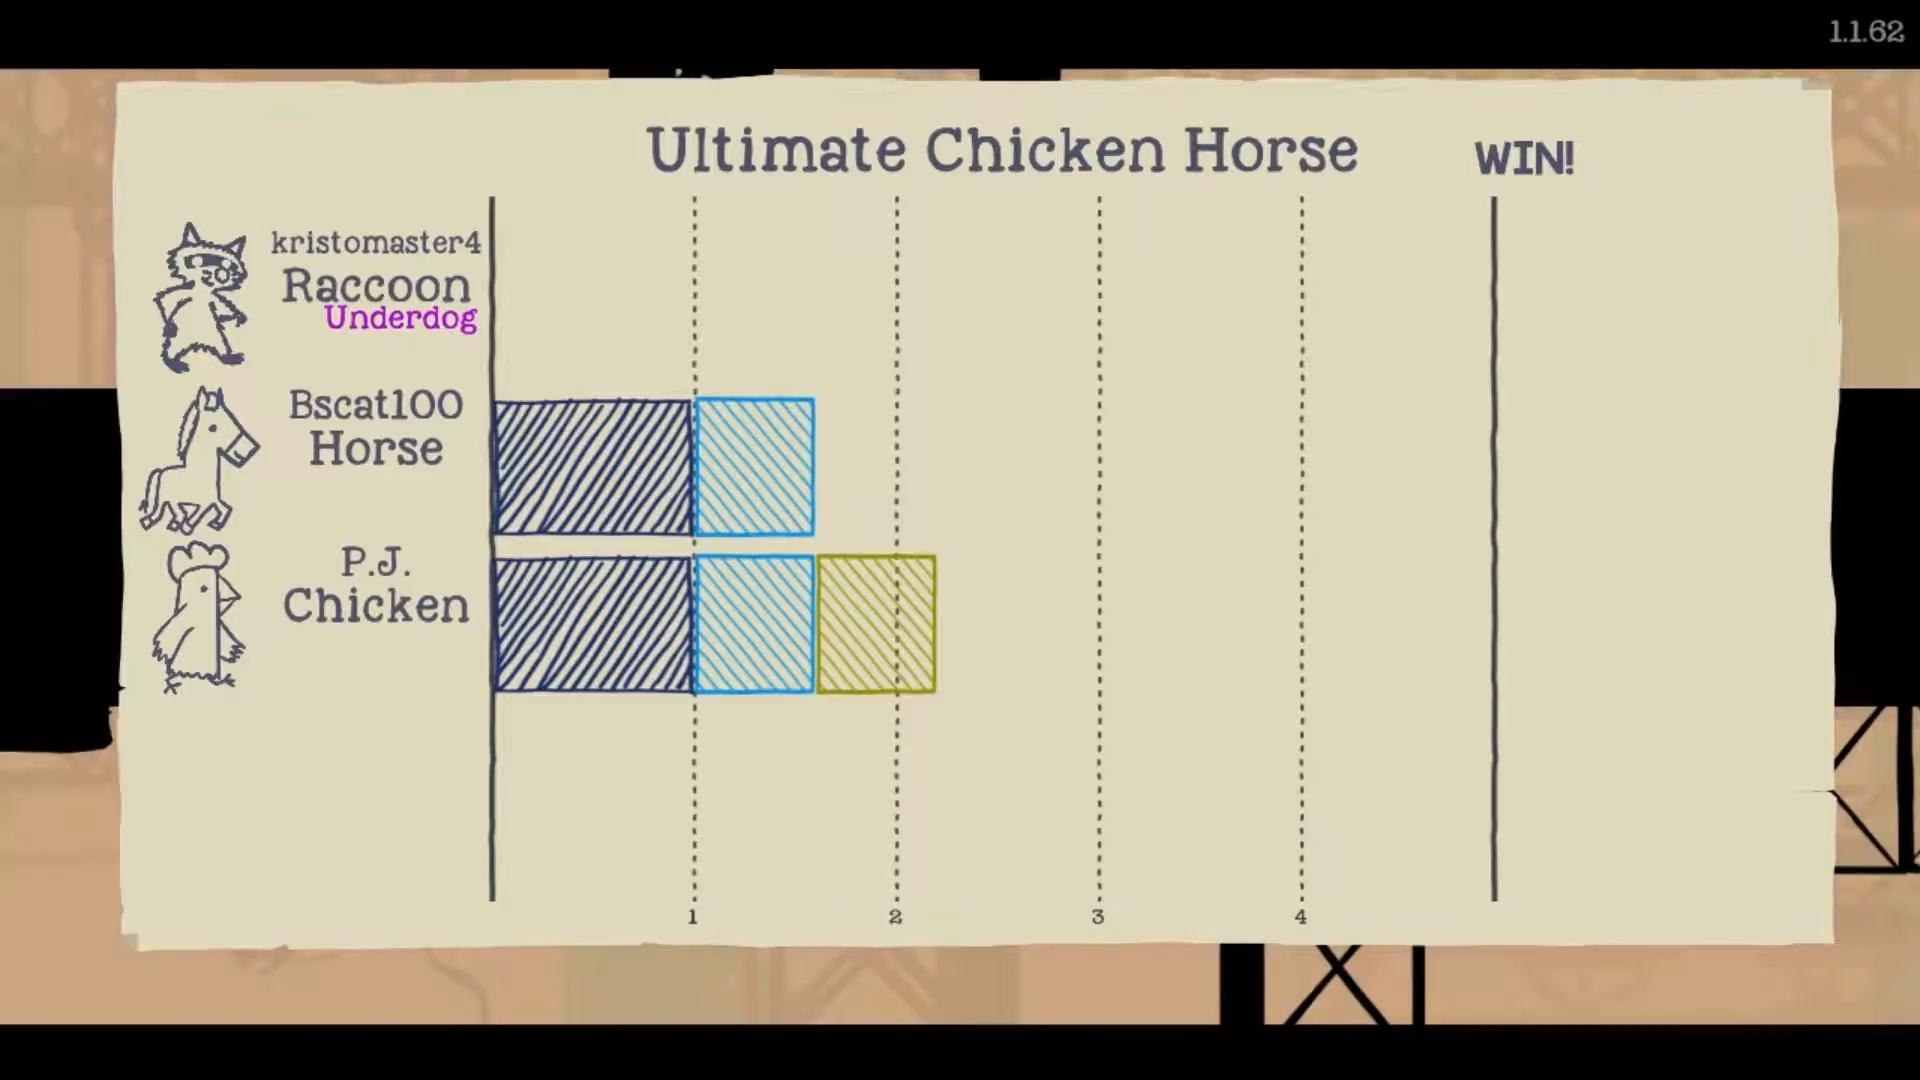 1.1.62
Ultimate Chicken Horse
WIN!
kristomaster4
Raccoon
Underdog
Bscat100
Horse
P.J.
Chicken
1 2 3 4